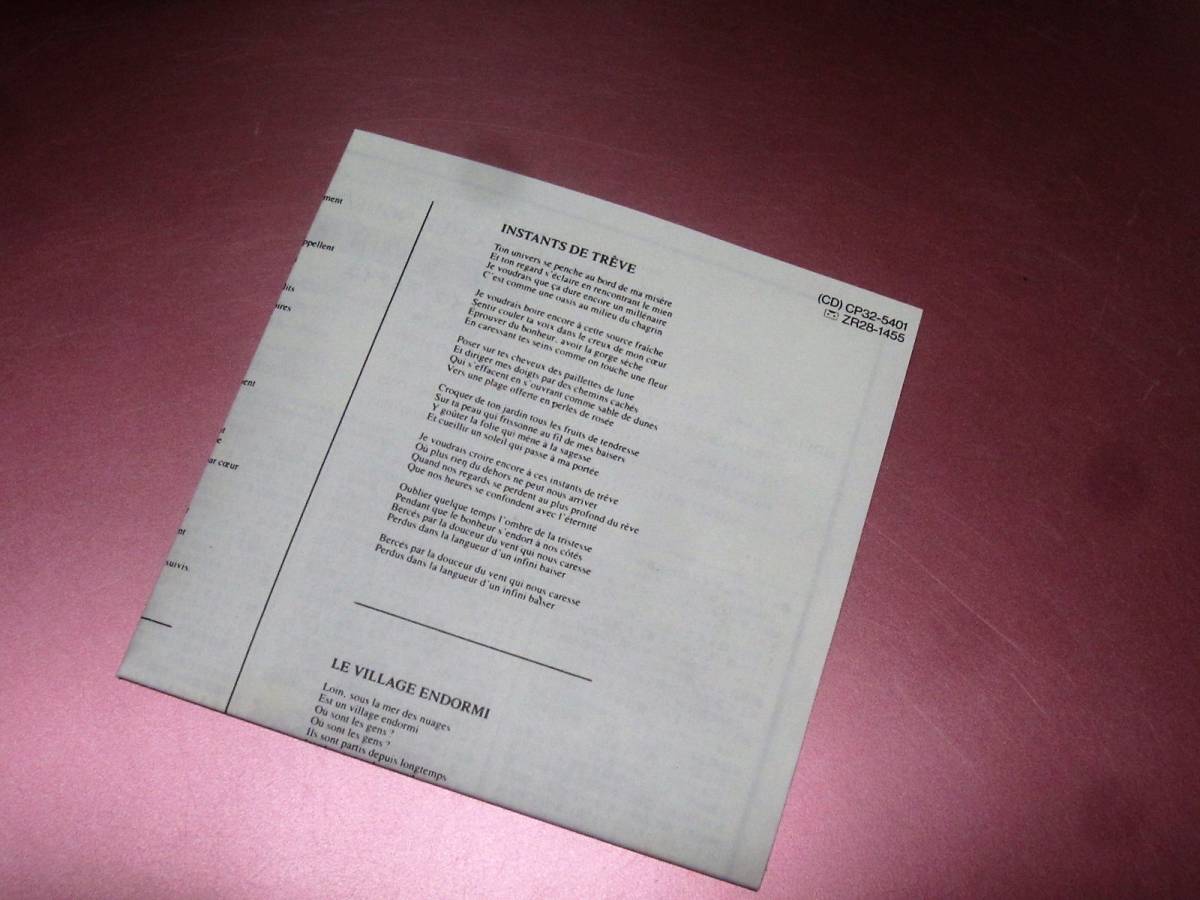 ment
ppellent
dits
ires
ent
e
ar cœur
nt
suivis
INSTANTS DE TRÊVE
Ton univers se penche au bord de ma misère
Et ton regard s'éclaire en rencontrant le mien
Je voudrais que ça dure encore un millénaire
C'est comme une oasis au milieu du chagrin
Je voudrais boire encore à cette source fraîche
Sentir couler ta voix dans le creux de mon cœur
Eprouver du bonheur, avoir la gorge sèche
En caressant tes seins comme on touche une fleur
Poser sur tes cheveux des paillettes de lune
Et diriger mes doigts par des chemins cachés
Qui s'effacent en s'ouvrant comme sable de dunes
Vers une plage offerte en perles de rosée
Croquer de ton jardin tous les fruits de tendresse
Sur ta peau qui frissonne au fil de mes baisers
Y goûter la folie qui mène à la sagesse
Et cueillir un soleil qui passe à ma portée
Je voudrais croire encore à ces instants de trêve
Où plus rien du dehors ne peut nous arriver
Quand nos regards se perdent au plus profond du rêve
Que nos heures se confondent avec l'éternité
Oublier quelque temps l'ombre de la tristesse
Pendant que le bonheur s'endort à nos côtés
Bercés par la douceur du vent qui nous caresse
Perdus dans la langueur d'un infini baiser
Bercés par la douceur du vent qui nous caresse
Perdus dans la langueur d'un infini baiser
LE VILLAGE ENDORMI
Loin, sous la mer des nuages
Est un village endormi
Où sont les gens ?
Où sont les gens ?
Ils sont partis depuis longtemps
(CD) CP32-5401
ZR28-1455